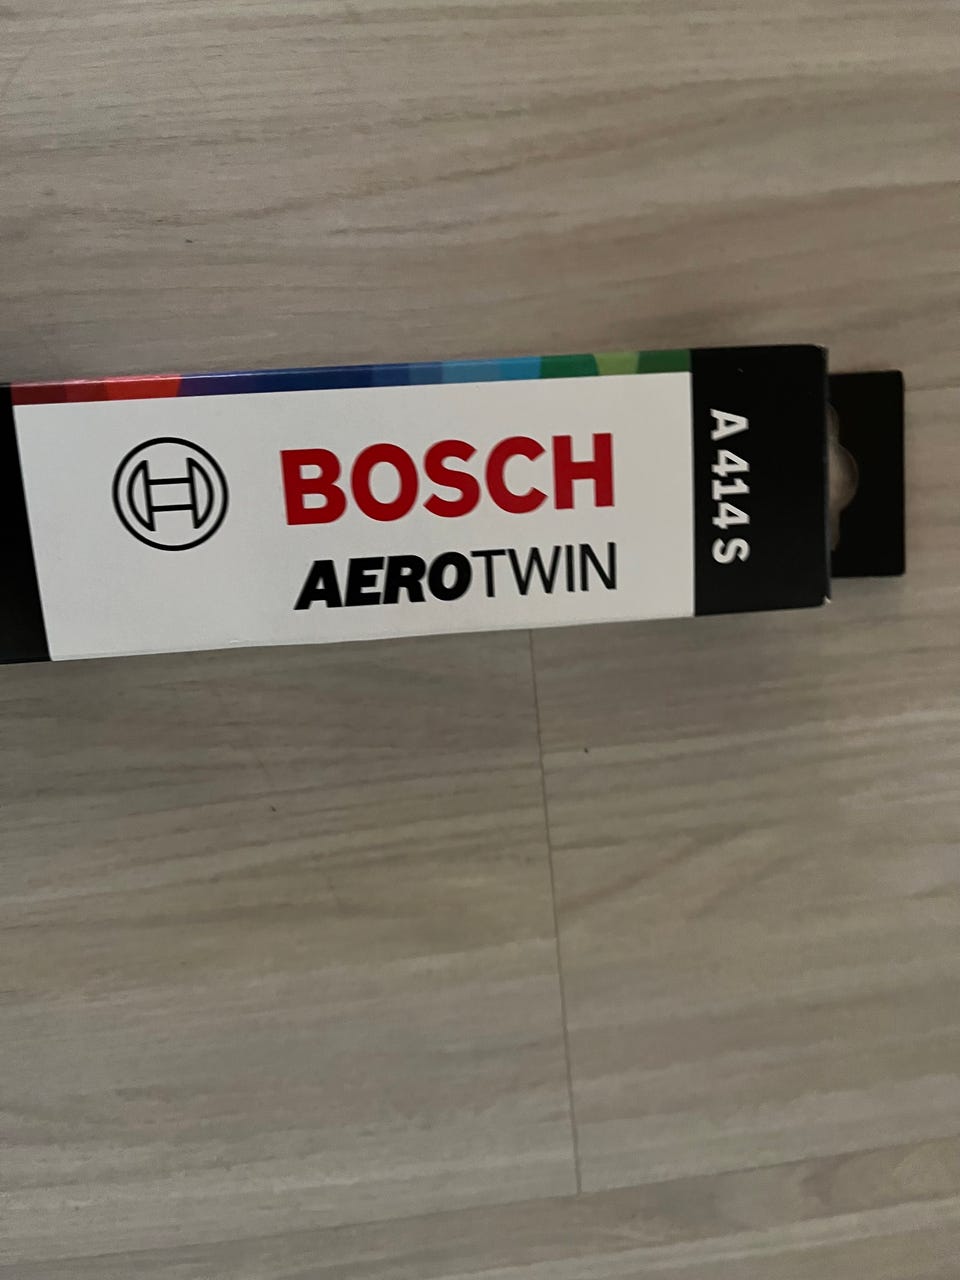 BOSCH
AEROTWIN
A 414 S